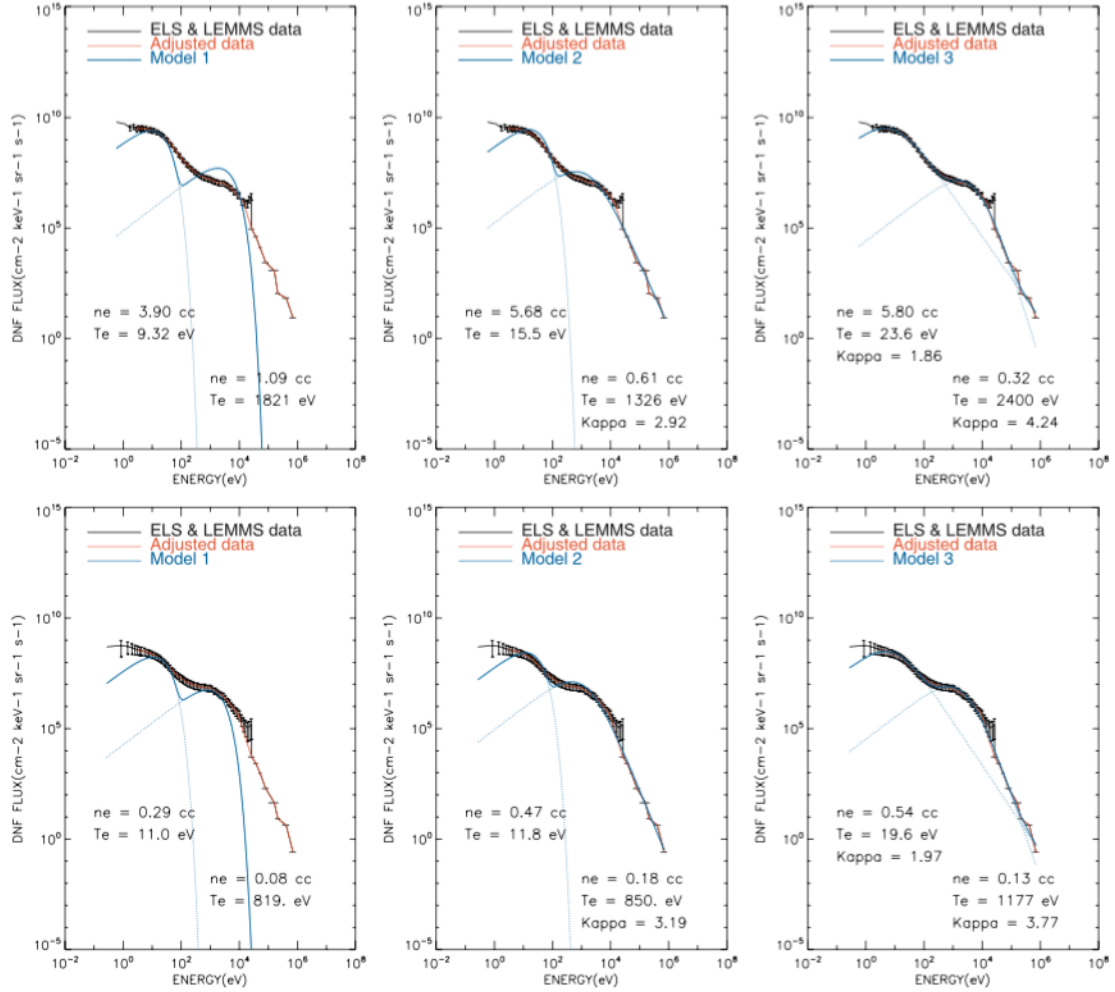 ELS & LEMMS data
Adjusted data
Model 1
DNF FLUX(cm-2 keV-1 sr-1 s-1)
10^15
10^10
10^5
10^0
10^-5
ne = 3.90 cc
Te = 9.32 eV
ne = 1.09 cc
Te = 1821 eV
10^-2 10^0 10^2 10^4 10^6 10^8
ENERGY(eV)
ELS & LEMMS data
Adjusted data
Model 2
DNF FLUX(cm-2 keV-1 sr-1 s-1)
10^15
10^10
10^5
10^0
10^-5
ne = 5.68 cc
Te = 15.5 eV
ne = 0.61 cc
Te = 1326 eV
Kappa = 2.92
10^-2 10^0 10^2 10^4 10^6 10^8
ENERGY(eV)
ELS & LEMMS data
Adjusted data
Model 3
DNF FLUX(cm-2 keV-1 sr-1 s-1)
10^15
10^10
10^5
10^0
10^-5
ne = 5.80 cc
Te = 23.6 eV
Kappa = 1.86
ne = 0.32 cc
Te = 2400 eV
Kappa = 4.24
10^-2 10^0 10^2 10^4 10^6 10^8
ENERGY(eV)
ELS & LEMMS data
Adjusted data
Model 1
DNF FLUX(cm-2 keV-1 sr-1 s-1)
10^15
10^10
10^5
10^0
10^-5
ne = 0.29 cc
Te = 11.0 eV
ne = 0.08 cc
Te = 819. eV
10^-2 10^0 10^2 10^4 10^6 10^8
ENERGY(eV)
ELS & LEMMS data
Adjusted data
Model 2
DNF FLUX(cm-2 keV-1 sr-1 s-1)
10^15
10^10
10^5
10^0
10^-5
ne = 0.47 cc
Te = 11.8 eV
ne = 0.18 cc
Te = 850. eV
Kappa = 3.19
10^-2 10^0 10^2 10^4 10^6 10^8
ENERGY(eV)
ELS & LEMMS data
Adjusted data
Model 3
DNF FLUX(cm-2 keV-1 sr-1 s-1)
10^15
10^10
10^5
10^0
10^-5
ne = 0.54 cc
Te = 19.6 eV
Kappa = 1.97
ne = 0.13 cc
Te = 1177 eV
Kappa = 3.77
10^-2 10^0 10^2 10^4 10^6 10^8
ENERGY(eV)